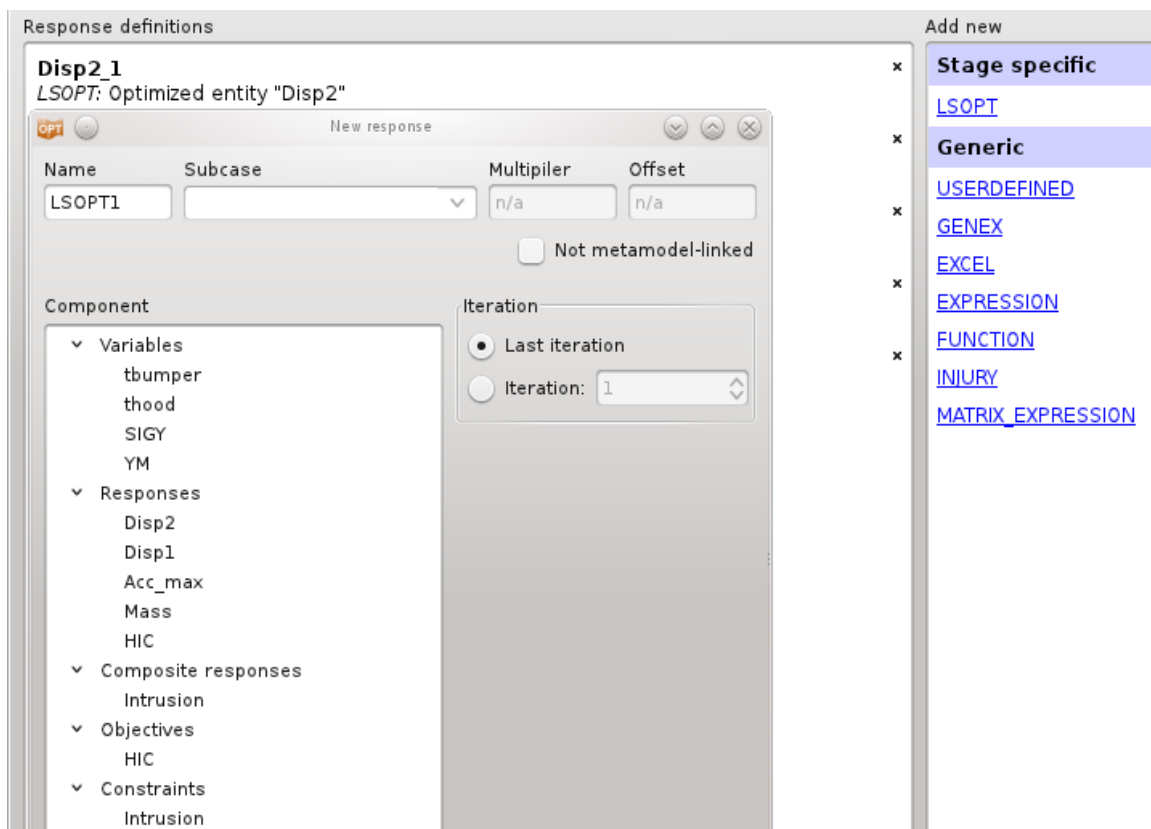 Response definitions
Add new
Disp2_1
LSOPT: Optimized entity "Disp2"
Stage specific
LSOPT
Generic
USERDEFINED
GENEX
EXCEL
EXPRESSION
FUNCTION
INJURY
MATRIX_EXPRESSION
OPT
New response
Name
Subcase
Multipiler
Offset
LSOPT1
n/a
n/a
Not metamodel-linked
Component
Iteration
Last iteration
Iteration: 1
Variables
tbumper
thood
SIGY
YM
Responses
Disp2
Disp1
Acc_max
Mass
HIC
Composite responses
Intrusion
Objectives
HIC
Constraints
Intrusion